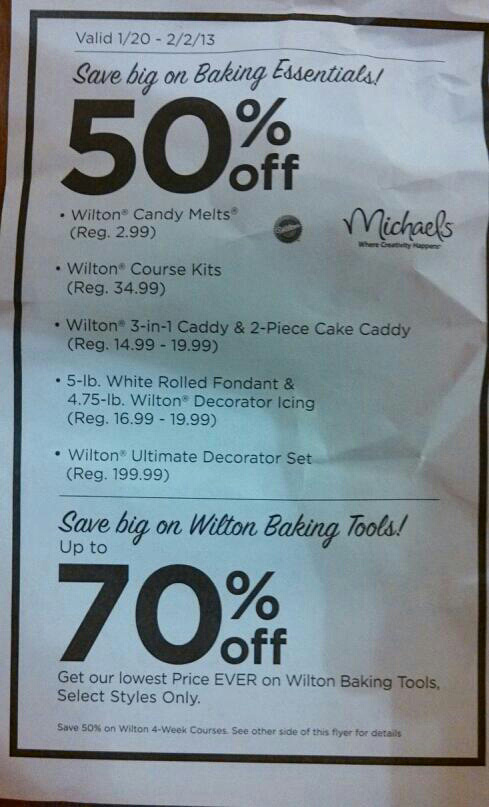 Valid 1/20 - 2/2/13
Save big on Baking Essentials!
50% off
• Wilton® Candy Melts®
(Reg. 2.99)
Wilton
Michaels
Where Creativity Happens®
• Wilton® Course Kits
(Reg. 34.99)
• Wilton® 3-in-1 Caddy & 2-Piece Cake Caddy
(Reg. 14.99 - 19.99)
• 5-lb. White Rolled Fondant &
4.75-lb. Wilton® Decorator Icing
(Reg. 16.99 - 19.99)
• Wilton® Ultimate Decorator Set
(Reg. 199.99)
Save big on Wilton Baking Tools!
Up to
70% off
Get our lowest Price EVER on Wilton Baking Tools,
Select Styles Only.
Save 50% on Wilton 4-Week Courses. See other side of this flyer for details